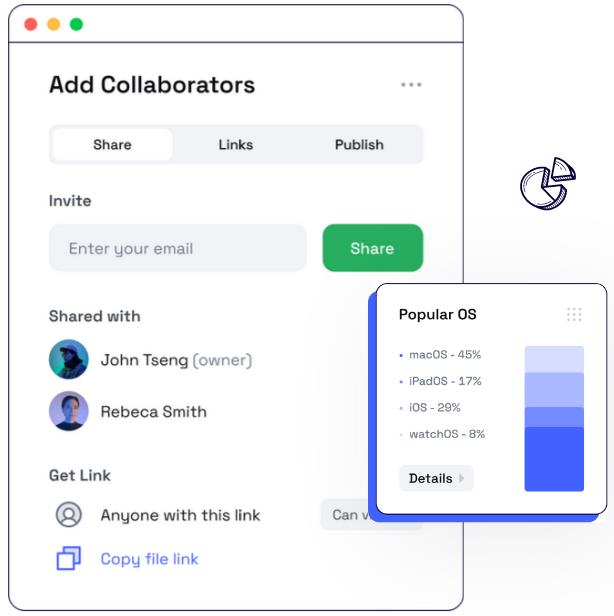 Add Collaborators
Share
Links
Publish
Invite
Enter your email
Share
Shared with
John Tseng (owner)
Rebeca Smith
Get Link
Anyone with this link
Can
Copy file link
Popular OS
macOS - 45%
iPadOS - 17%
iOS - 29%
watchOS - 8%
Details